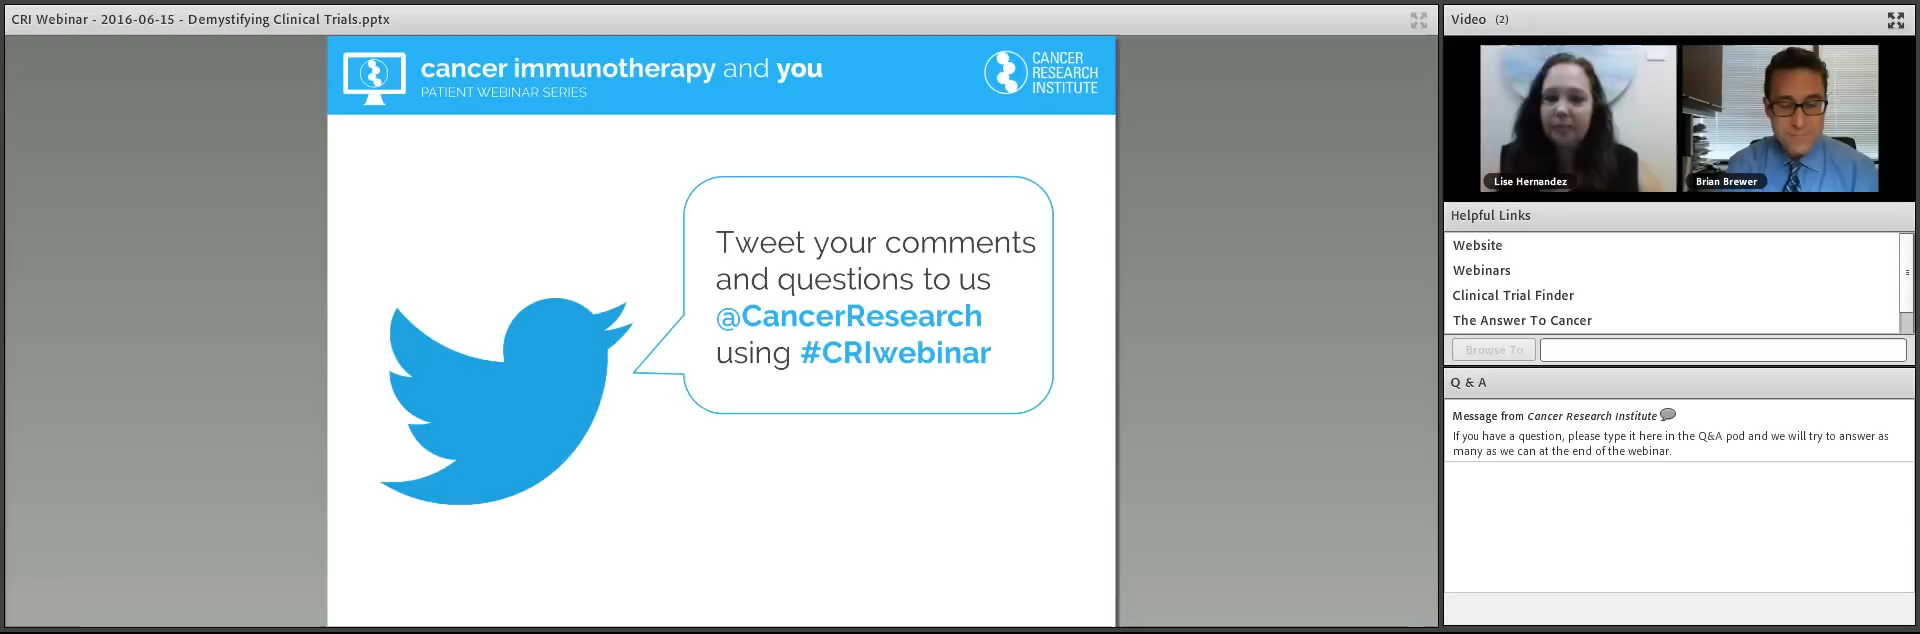 CRI Webinar - 2016-06-15 - Demystifying Clinical Trials.pptx
cancer immunotherapy and you
PATIENT WEBINAR SERIES
CANCER
RESEARCH
INSTITUTE
Tweet your comments
and questions to us
@CancerResearch
using #CRIwebinar
Video (2)
Lise Hernandez
Brian Brewer
Helpful Links
Website
Webinars
Clinical Trial Finder
The Answer To Cancer
Browse To
Q & A
Message from Cancer Research Institute
If you have a question, please type it here in the Q&A pod and we will try to answer as
many as we can at the end of the webinar.